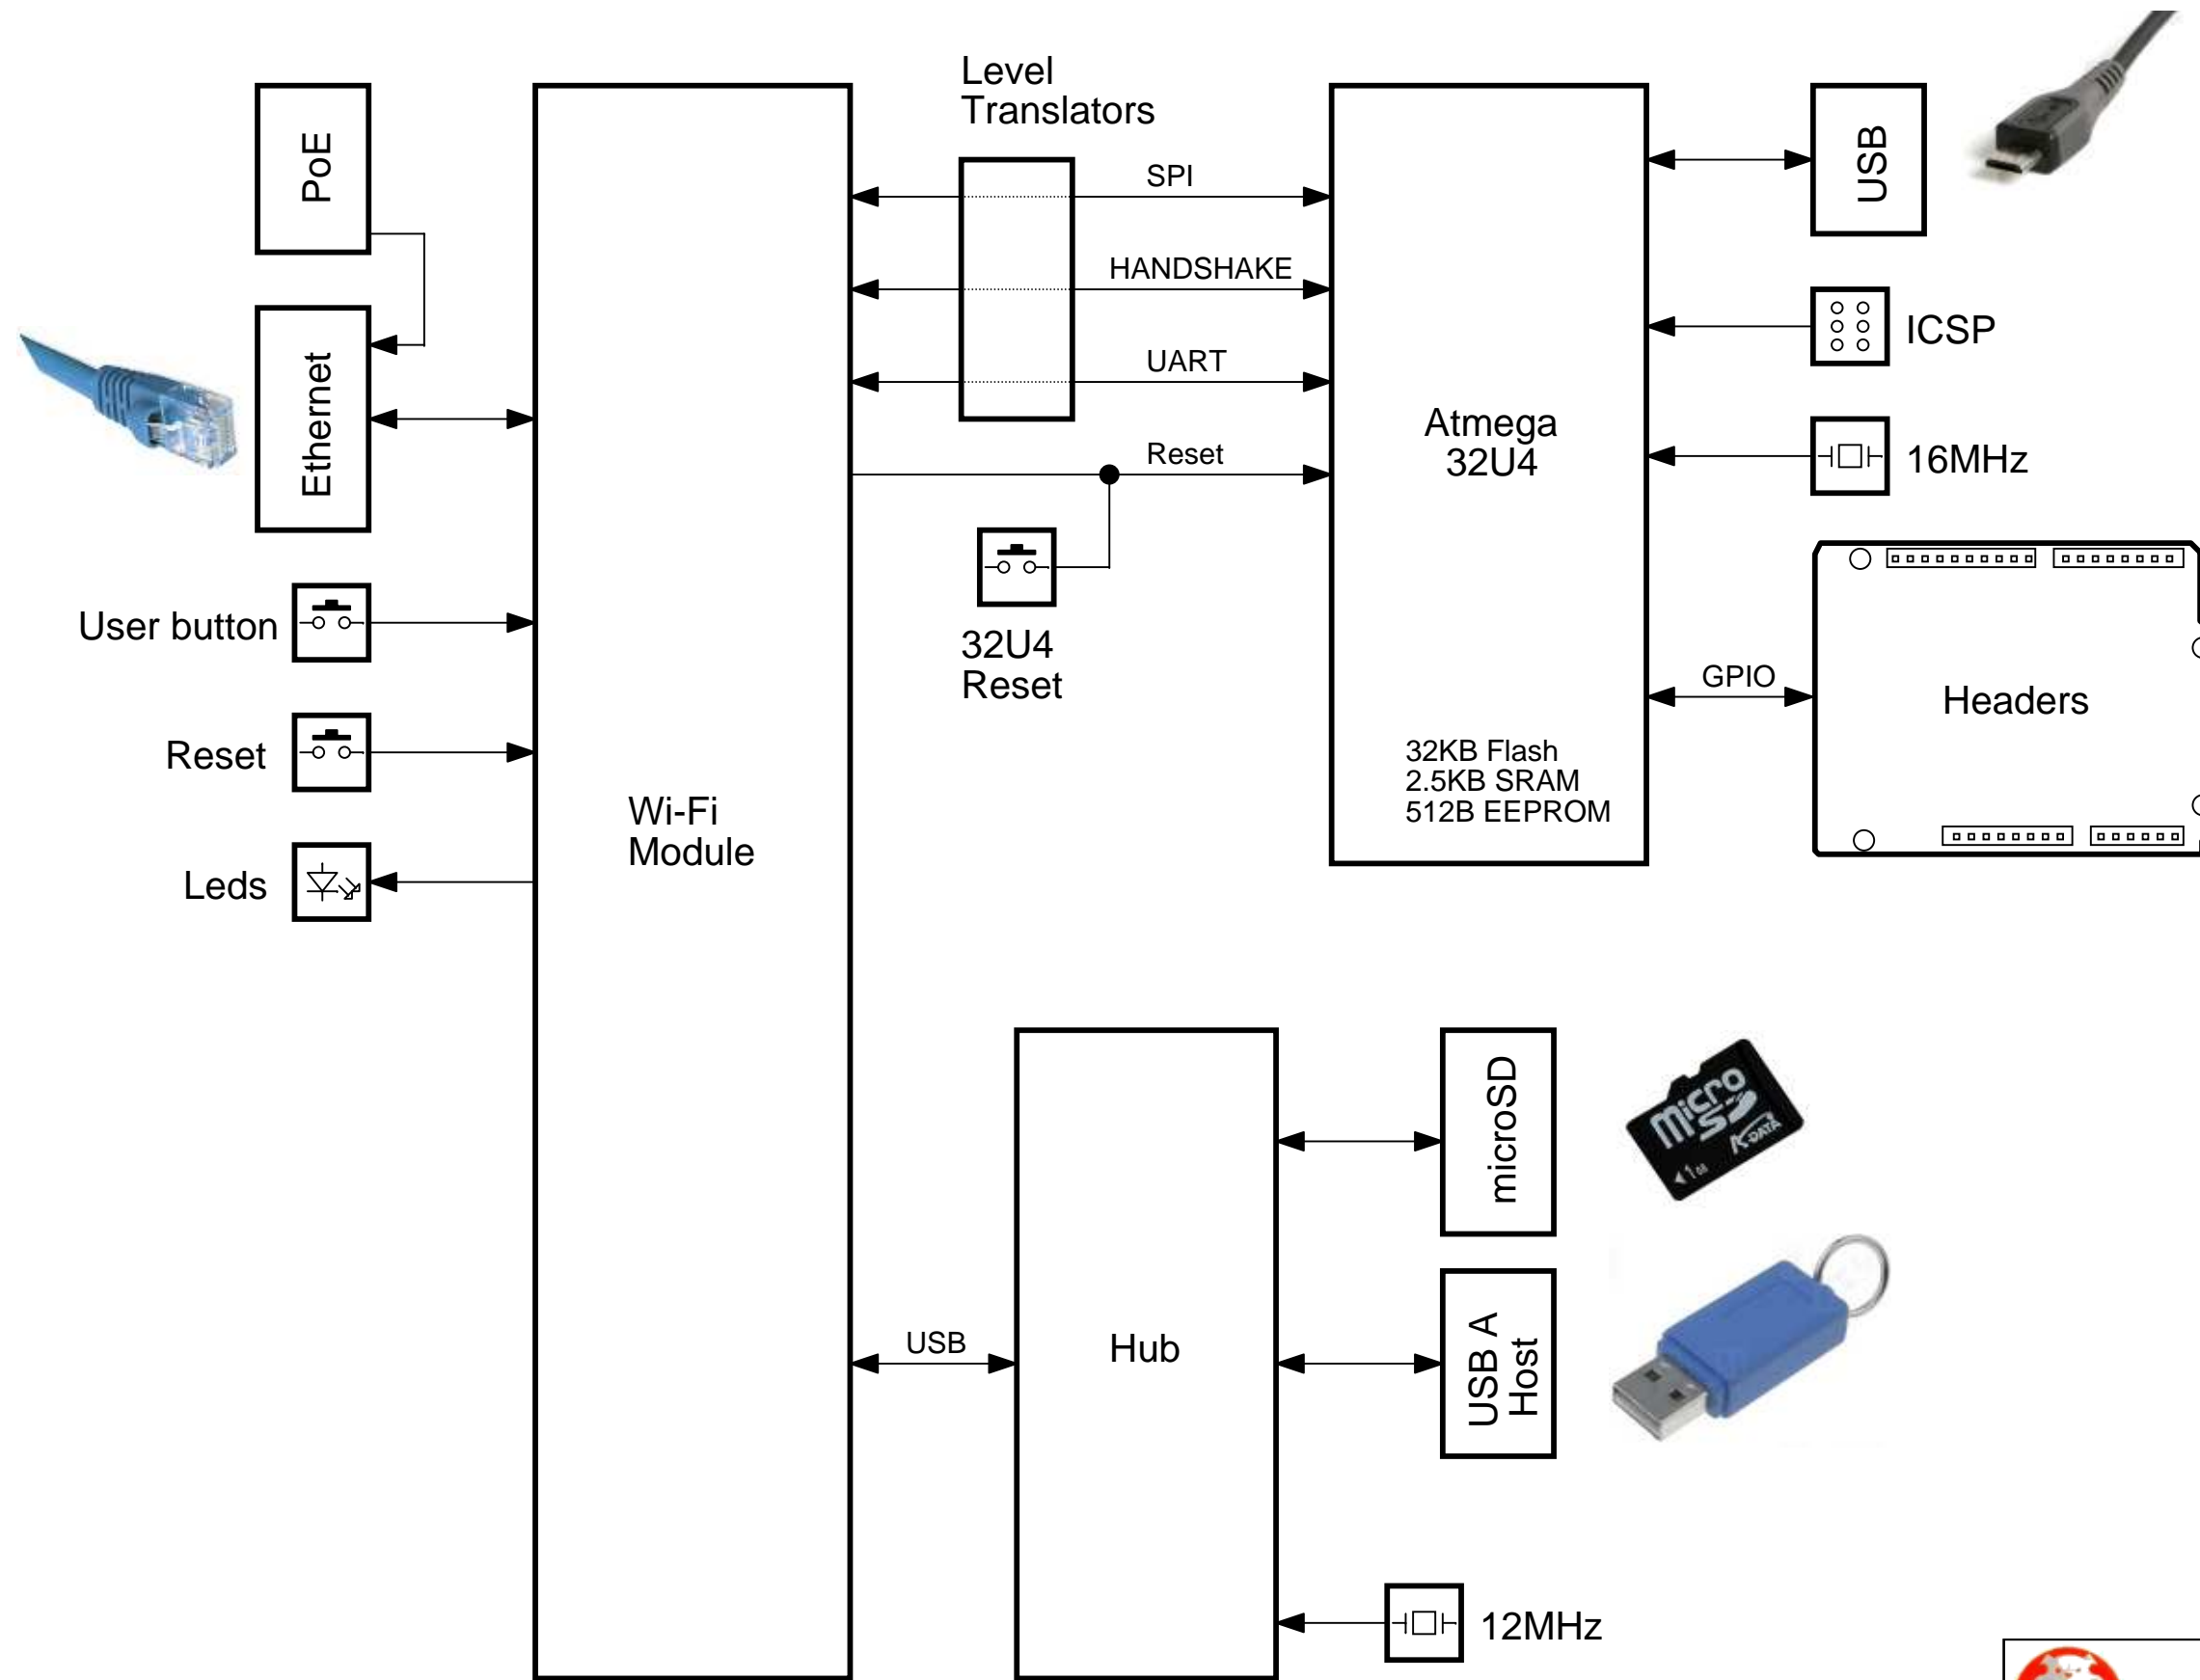 Level
Translators
PoE
SPI
USB
HANDSHAKE
ICSP
Ethernet
UART
Atmega
32U4
Reset
16MHz
User button
32U4
Reset
GPIO
Headers
Reset
32KB Flash
2.5KB SRAM
512B EEPROM
Wi-Fi
Module
Leds
microSD
micro
SD
A-DATA
USB
Hub
USB A
Host
12MHz